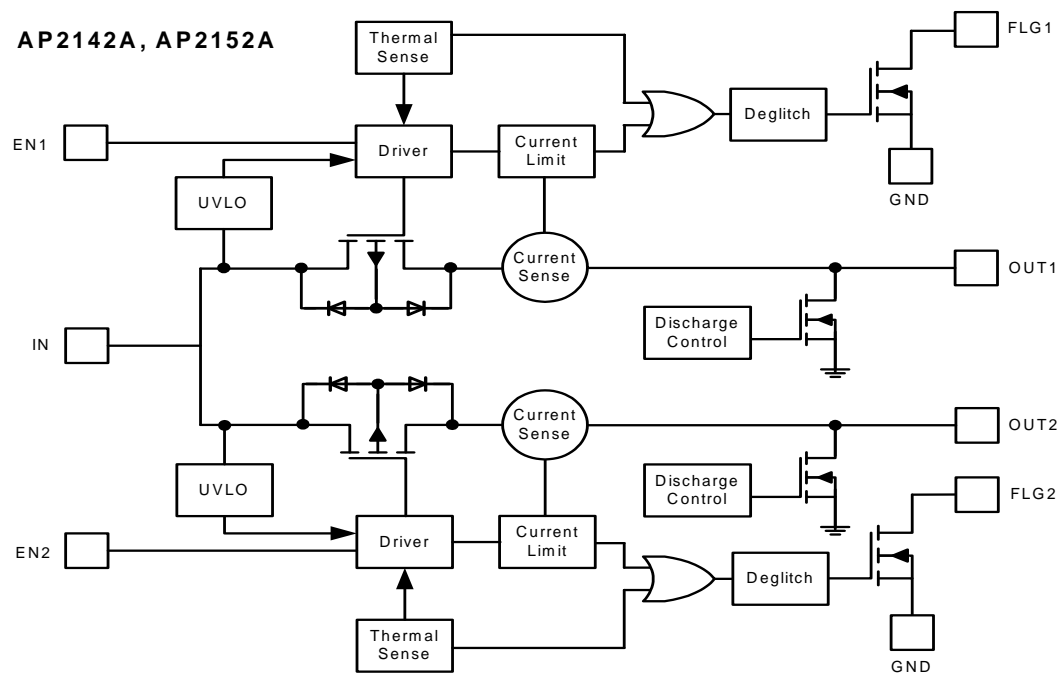 AP2142A, AP2152A
Thermal
Sense
FLG1
Deglitch
EN1
Driver
Current
Limit
UVLO
GND
Current
Sense
OUT1
Discharge
Control
IN
Current
Sense
OUT2
UVLO
Discharge
Control
FLG2
EN2
Driver
Current
Limit
Deglitch
Thermal
Sense
GND